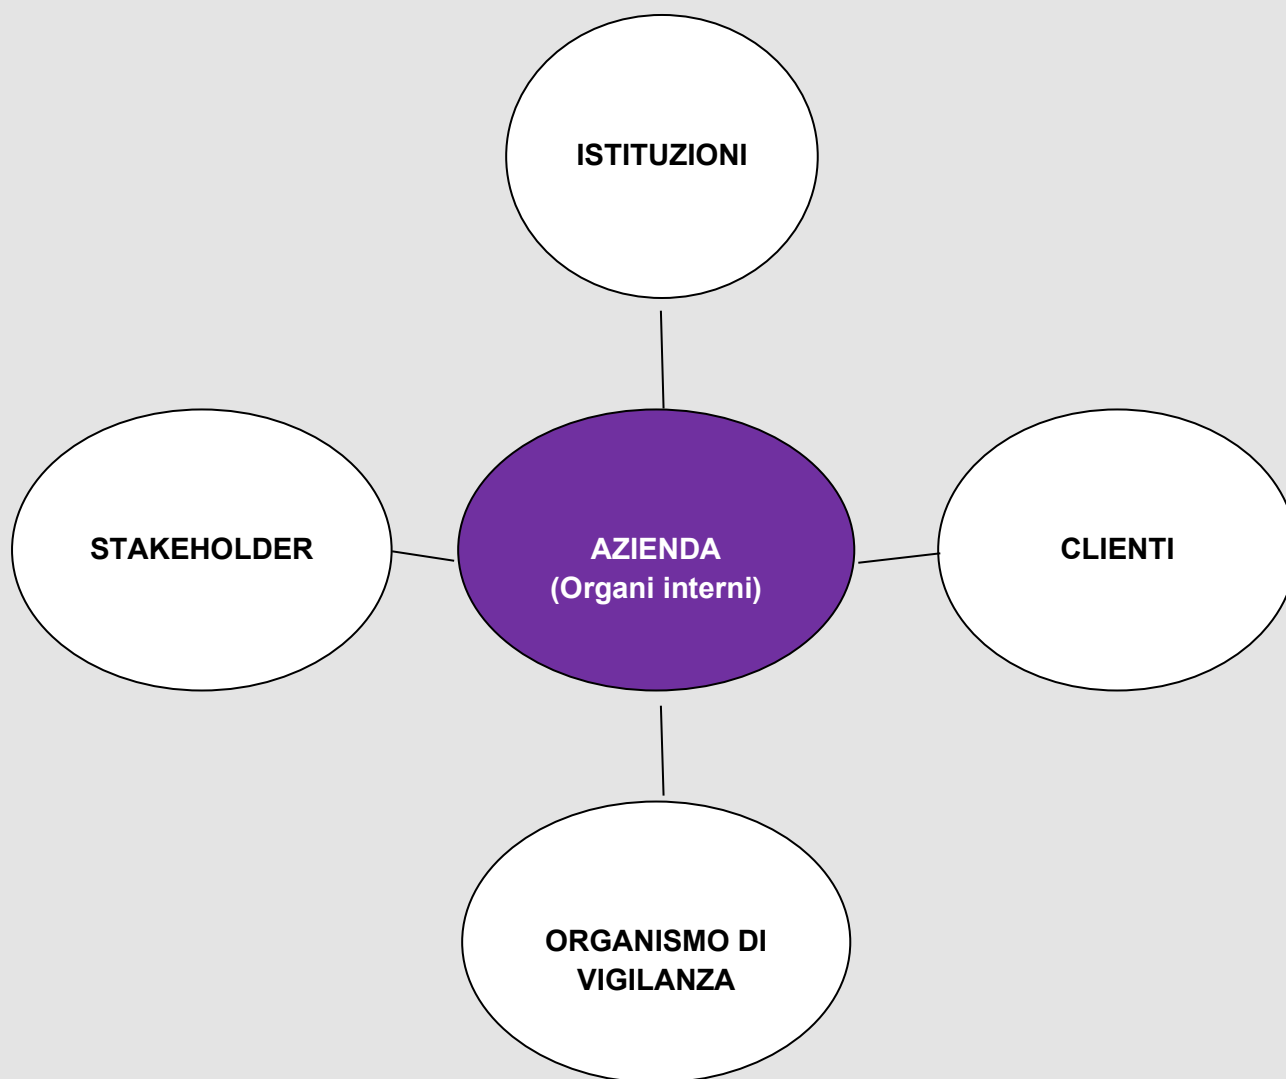 ISTITUZIONI
STAKEHOLDER
AZIENDA
(Organi interni)
CLIENTI
ORGANISMO DI
VIGILANZA